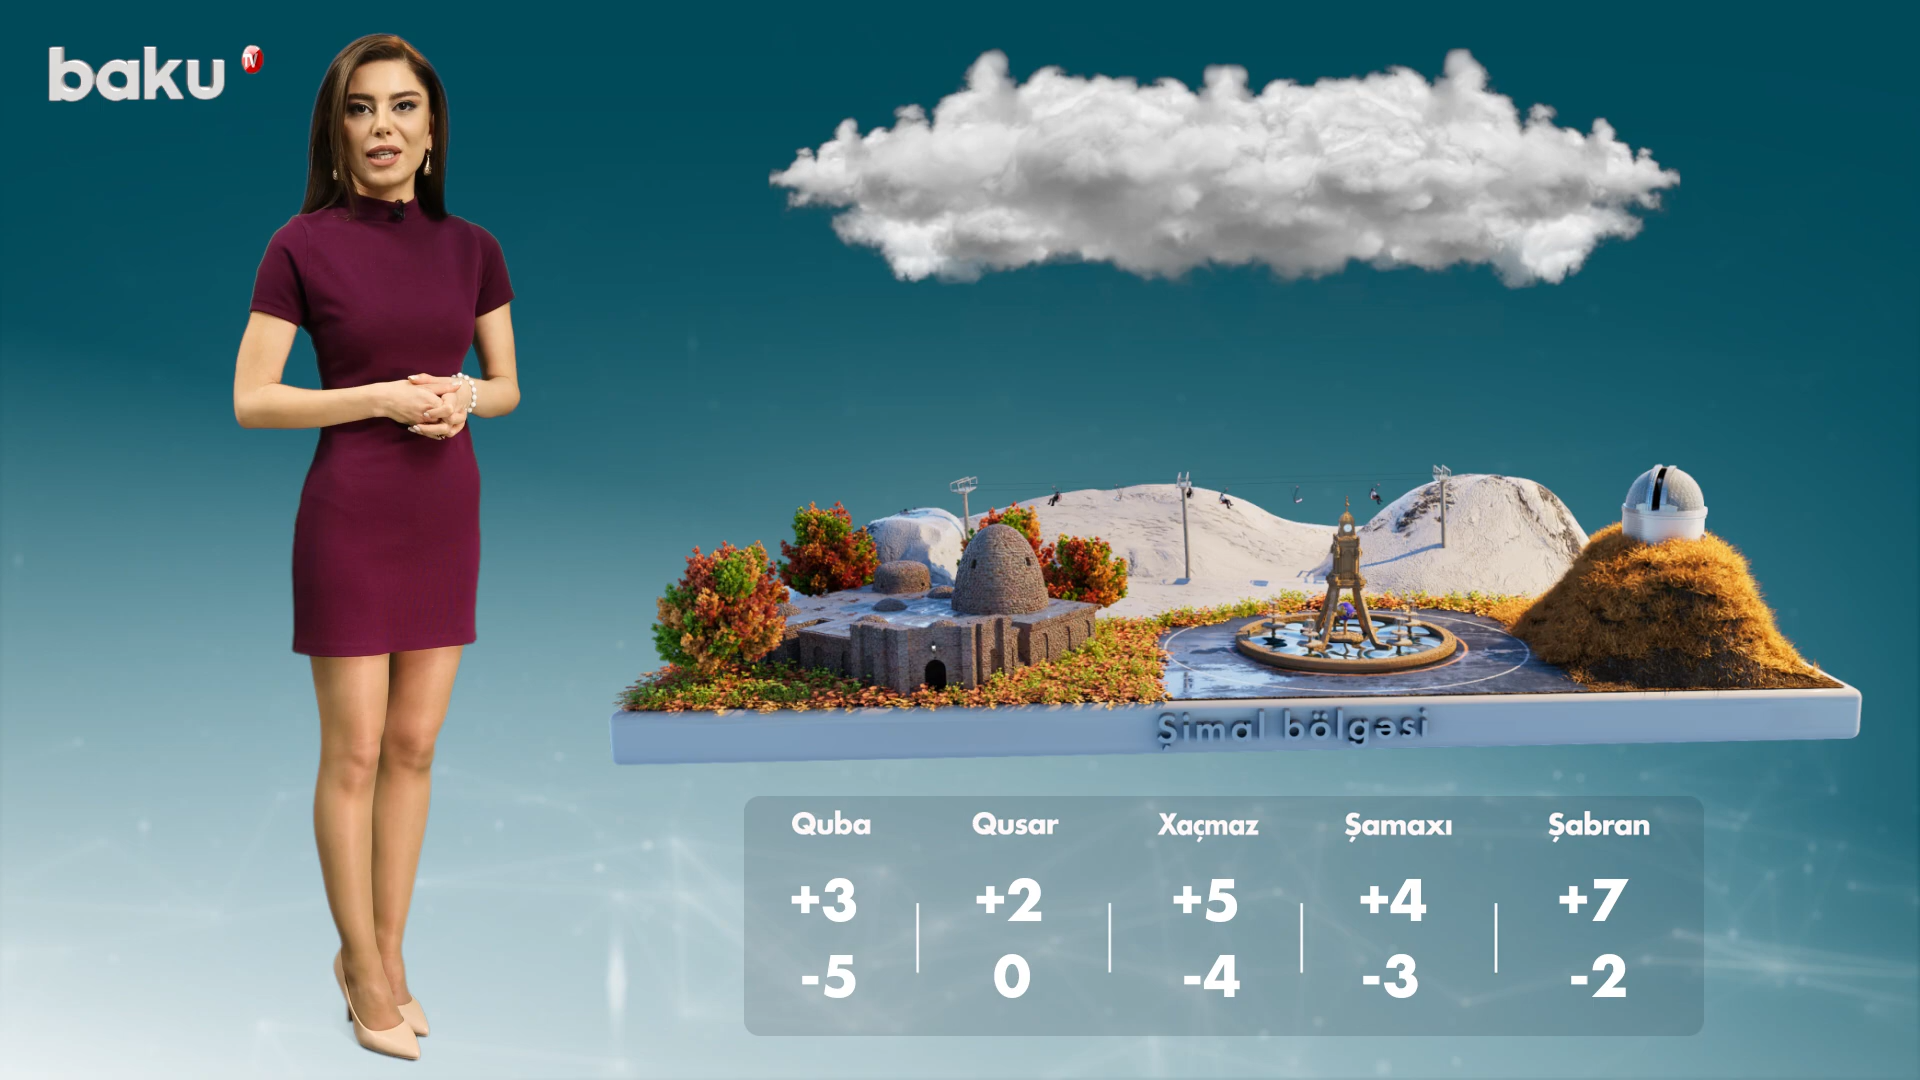 baku TV
Şimal bölgəsi
Quba Qusar Xaçmaz Şamaxı Şabran
+3 +2 +5 +4 +7
-5 0 -4 -3 -2